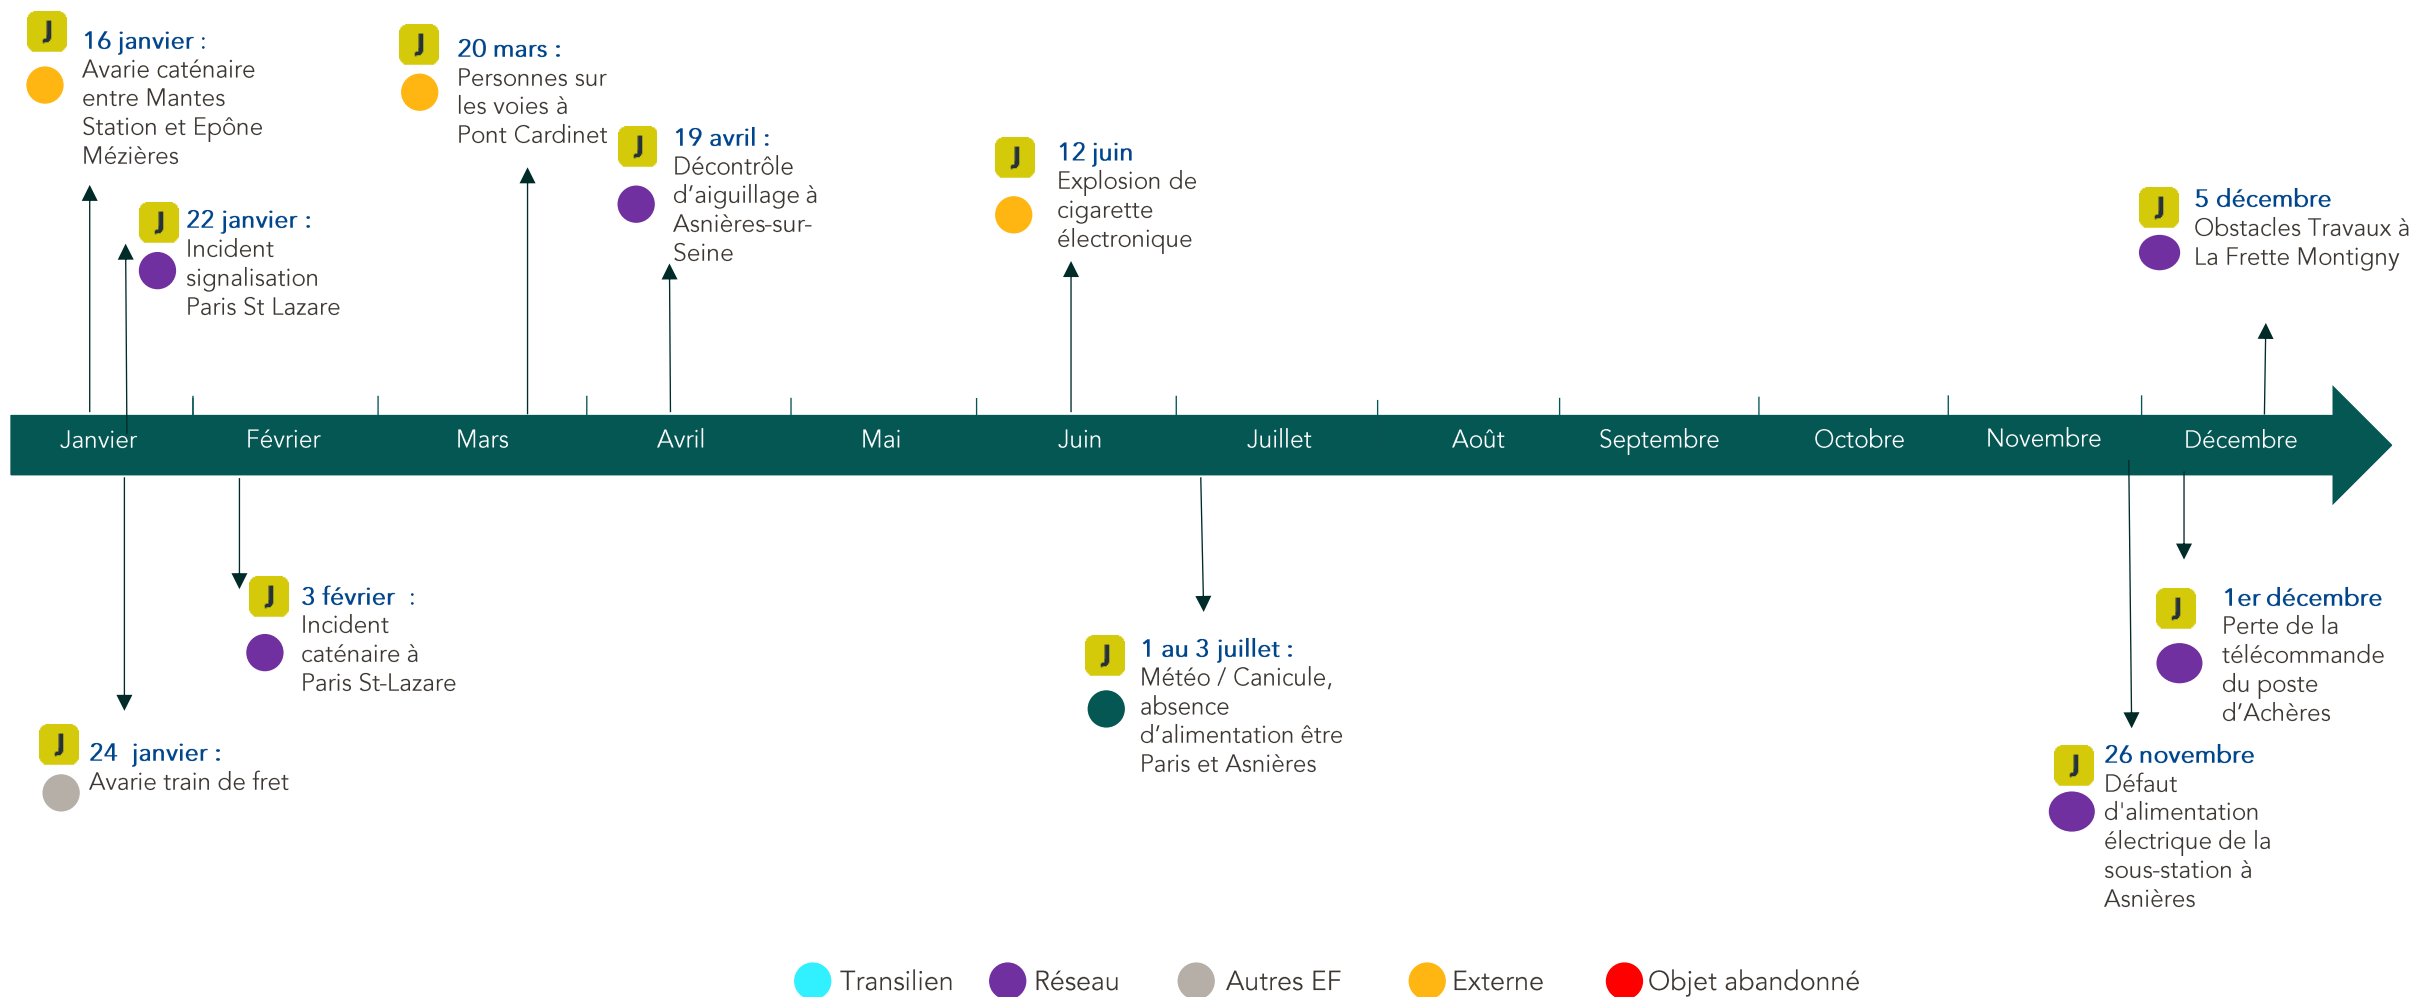 J
16 janvier :
Avarie caténaire
entre Mantes
Station et Epône
Mézières
J
22 janvier :
Incident
signalisation
Paris St Lazare
J
20 mars :
Personnes sur
les voies à
Pont Cardinet
J
19 avril :
Décontrôle
d’aiguillage à
Asnières-sur-
Seine
J
12 juin
Explosion de
cigarette
électronique
J
5 décembre
Obstacles Travaux à
La Frette Montigny
Janvier
Février
Mars
Avril
Mai
Juin
Juillet
Août
Septembre
Octobre
Novembre
Décembre
J
24  janvier :
Avarie train de fret
J
3 février  :
Incident
caténaire à
Paris St-Lazare
J
1 au 3 juillet :
Météo / Canicule,
absence
d’alimentation être
Paris et Asnières
J
26 novembre
Défaut
d'alimentation
électrique de la
sous-station à
Asnières
J
1er décembre
Perte de la
télécommande
du poste
d’Achères
Transilien
Réseau
Autres EF
Externe
Objet abandonné